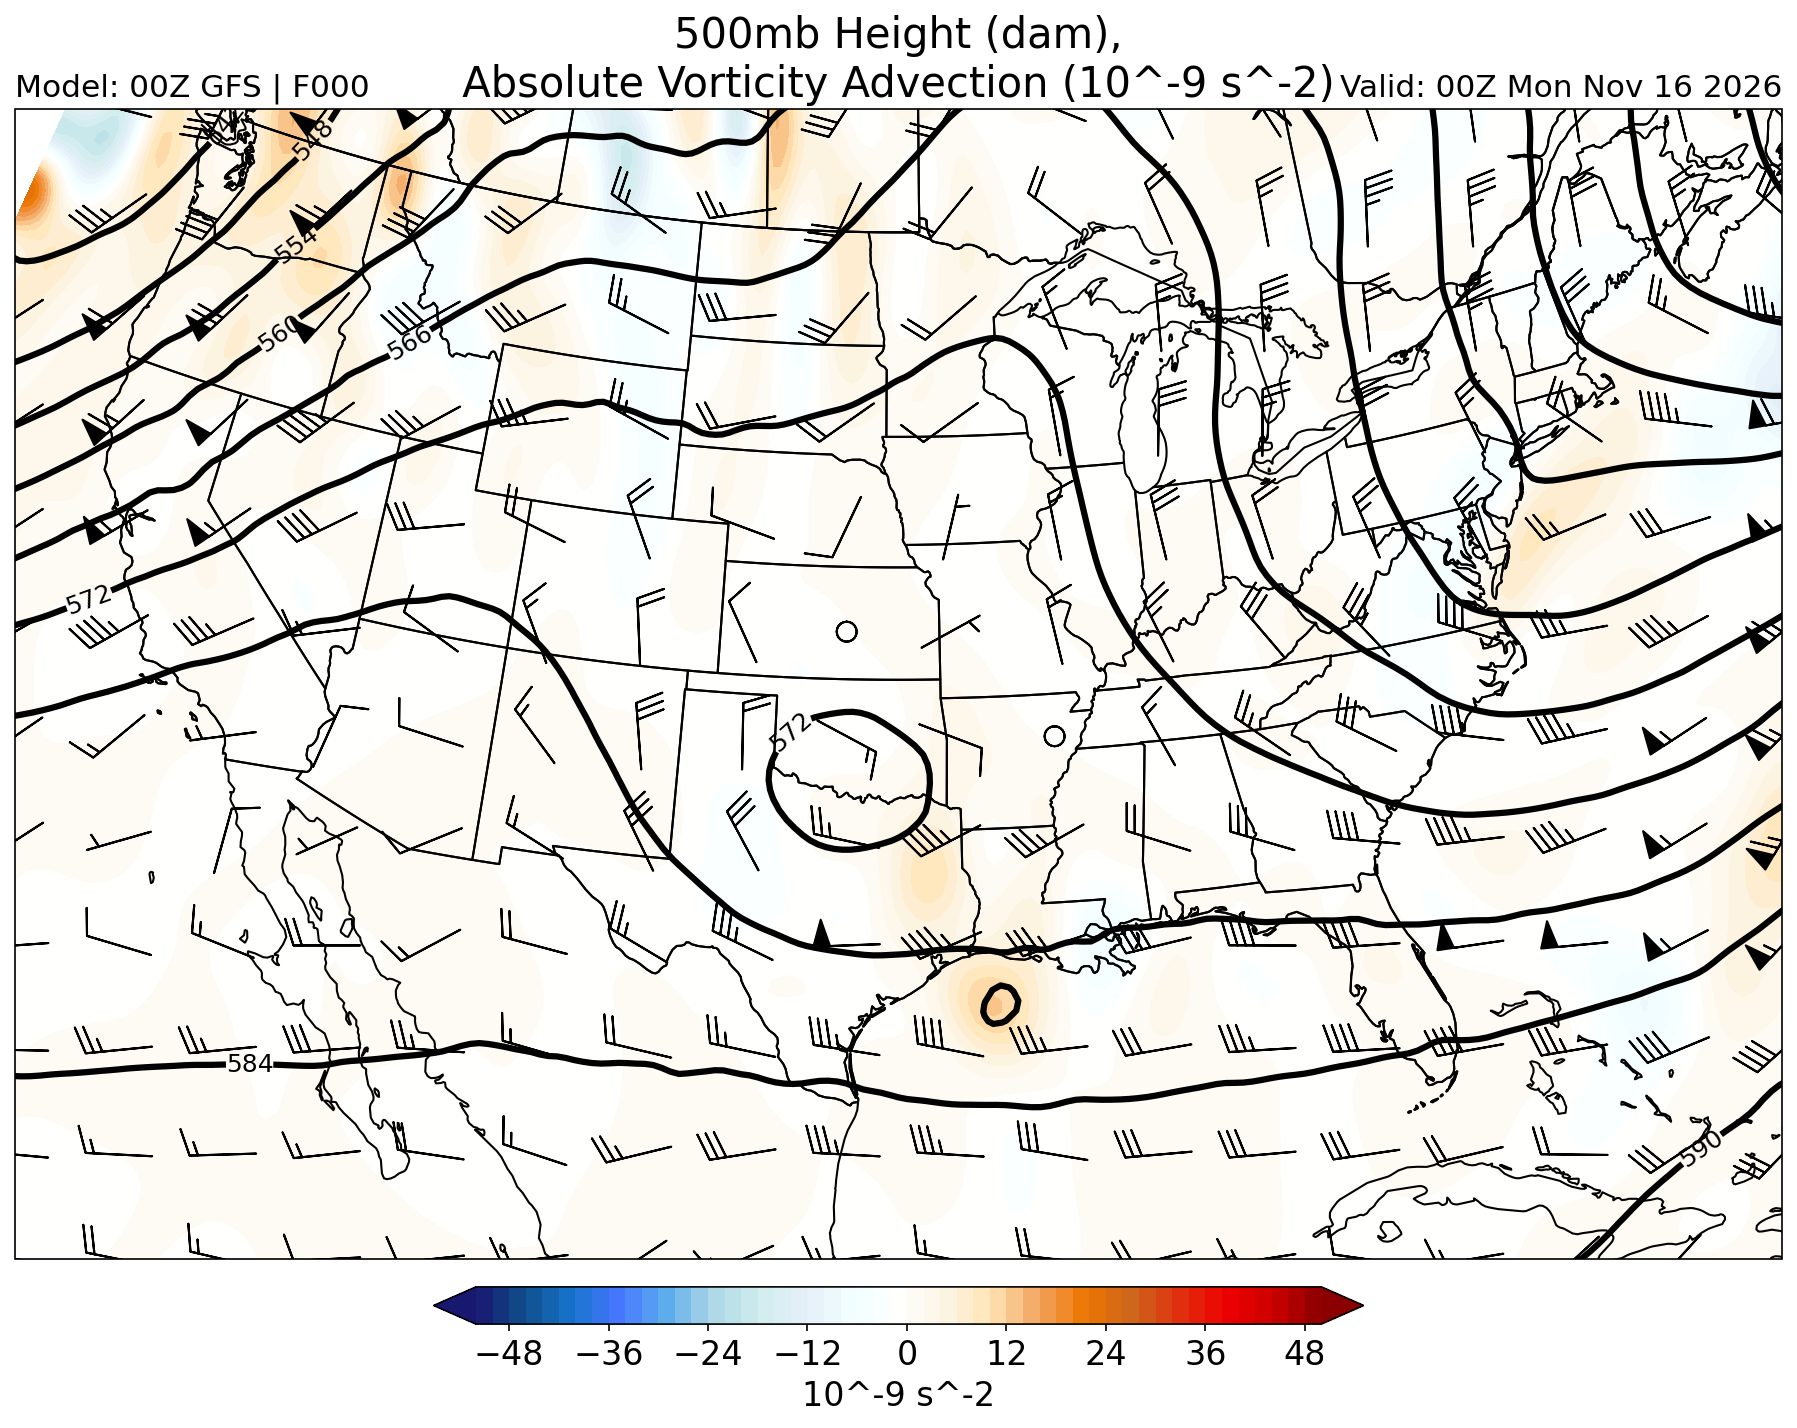 500mb Height (dam),
Model: 00Z GFS | F000
Absolute Vorticity Advection (10^-9 s^-2)
Valid: 00Z Mon Nov 16 2026
548
554
560
566
572
572
584
590
−48 −36 −24 −12 0 12 24 36 48
10^-9 s^-2